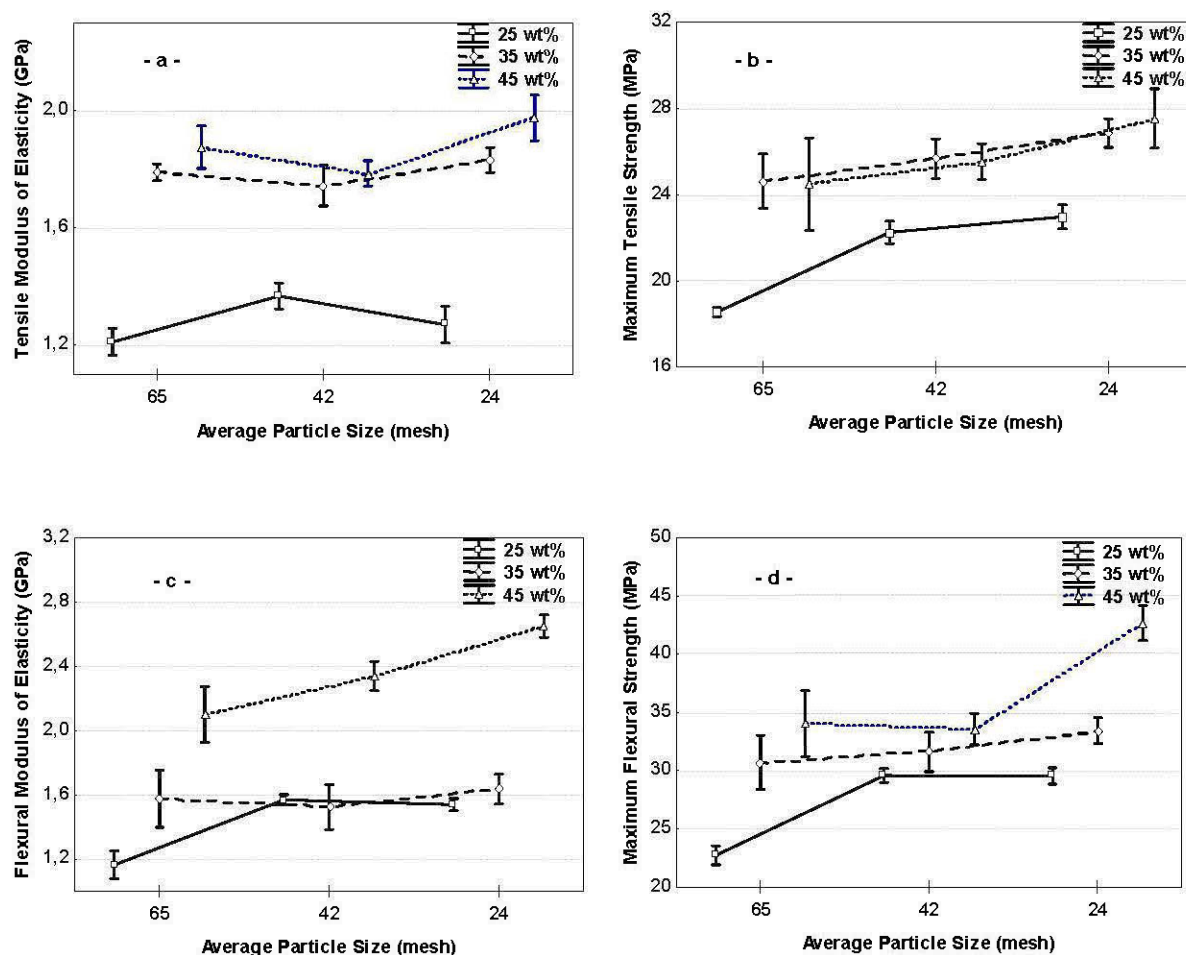 Tensile Modulus of Elasticity (GPa)
- a -
25 wt%
35 wt%
45 wt%
2,0
1,6
1,2
65
42
24
Average Particle Size (mesh)
Maximum Tensile Strength (MPa)
- b -
25 wt%
35 wt%
45 wt%
32
28
24
20
16
65
42
24
Average Particle Size (mesh)
Flexural Modulus of Elasticity (GPa)
- c -
25 wt%
35 wt%
45 wt%
3,2
2,8
2,4
2,0
1,6
1,2
65
42
24
Average Particle Size (mesh)
Maximum Flexural Strength (MPa)
- d -
25 wt%
35 wt%
45 wt%
50
45
40
35
30
25
20
65
42
24
Average Particle Size (mesh)